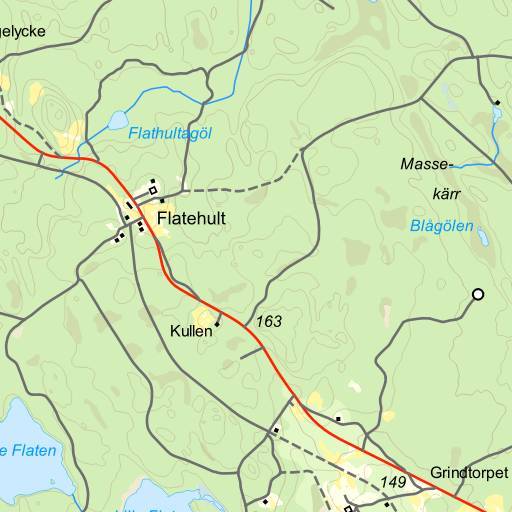 gelycke
Flathultagöl
Masse-
kärr
Flatehult
Blågölen
163
Kullen
e Flaten
Grindtorpet
149